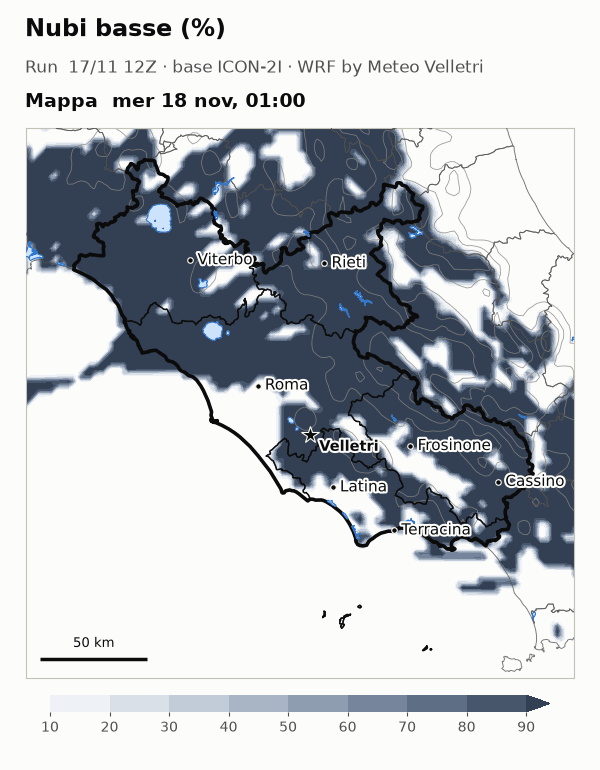 Nubi basse (%)
Run  17/11 12Z · base ICON-2I · WRF by Meteo Velletri
Mappa  mer 18 nov, 01:00
Viterbo
Rieti
Roma
Velletri
Frosinone
Latina
Cassino
Terracina
50 km
10 20 30 40 50 60 70 80 90